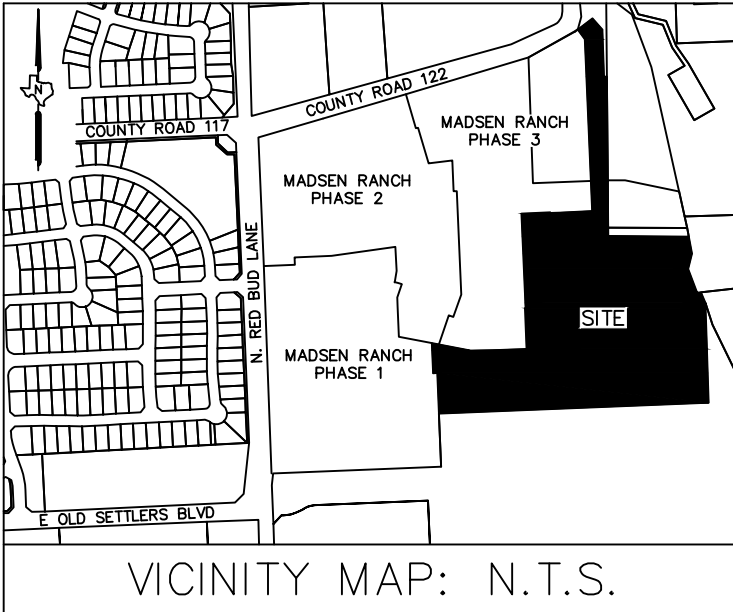 N
COUNTY ROAD 122
COUNTY ROAD 117
MADSEN RANCH
PHASE 3
MADSEN RANCH
PHASE 2
N. RED BUD LANE
SITE
MADSEN RANCH
PHASE 1
E OLD SETTLERS BLVD
VICINITY MAP: N.T.S.